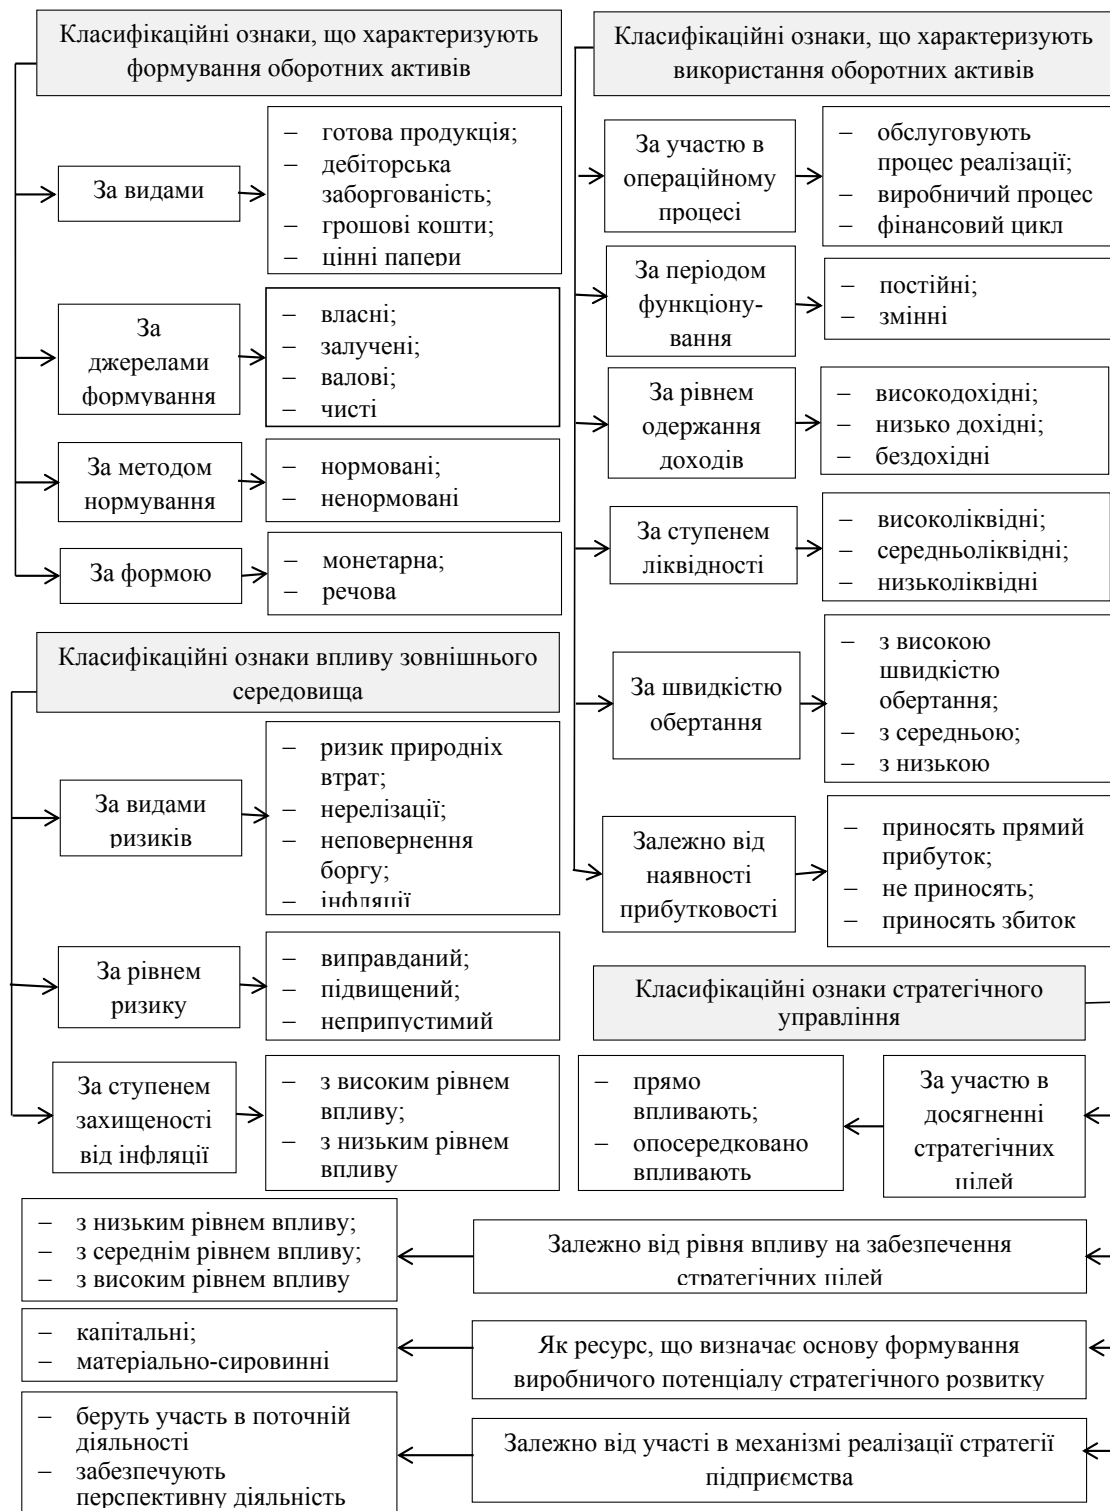 Класифікаційні ознаки, що характеризують
формування оборотних активів
За видами
– готова продукція;
– дебіторська
заборгованість;
– грошові кошти;
– цінні папери
За
джерелами
формування
– власні;
– залучені;
– валові;
– чисті
За методом
нормування
– нормовані;
– ненормовані
За формою
– монетарна;
– речова
Класифікаційні ознаки впливу зовнішнього
середовища
За видами
ризиків
– ризик природніх
втрат;
– нерелізації;
– неповернення
боргу;
– інфляції
За рівнем
ризику
– виправданий;
– підвищений;
– неприпустимий
За ступенем
захищеності
від інфляції
– з високим рівнем
впливу;
– з низьким рівнем
впливу
Класифікаційні ознаки, що характеризують
використання оборотних активів
За участю в
операційному
процесі
– обслуговують
процес реалізації;
– виробничий процес
– фінансовий цикл
За періодом
функціону-
вання
– постійні;
– змінні
За рівнем
одержання
доходів
– високодохідні;
– низько дохідні;
– бездохідні
За ступенем
ліквідності
– високоліквідні;
– середньоліквідні;
– низьколіквідні
За швидкістю
обертання
– з високою
швидкістю
обертання;
– з середньою;
– з низькою
Залежно від
наявності
прибутковості
– приносять прямий
прибуток;
– не приносять;
– приносять збиток
Класифікаційні ознаки стратегічного
управління
За участю в
досягненні
стратегічних
цілей
– прямо
впливають;
– опосередковано
впливають
Залежно від рівня впливу на забезпечення
стратегічних цілей
– з низьким рівнем впливу;
– з середнім рівнем впливу;
– з високим рівнем впливу
Як ресурс, що визначає основу формування
виробничого потенціалу стратегічного розвитку
– капітальні;
– матеріально-сировинні
Залежно від участі в механізмі реалізації стратегії
підприємства
– беруть участь в поточній
діяльності
– забезпечують
перспективну діяльність